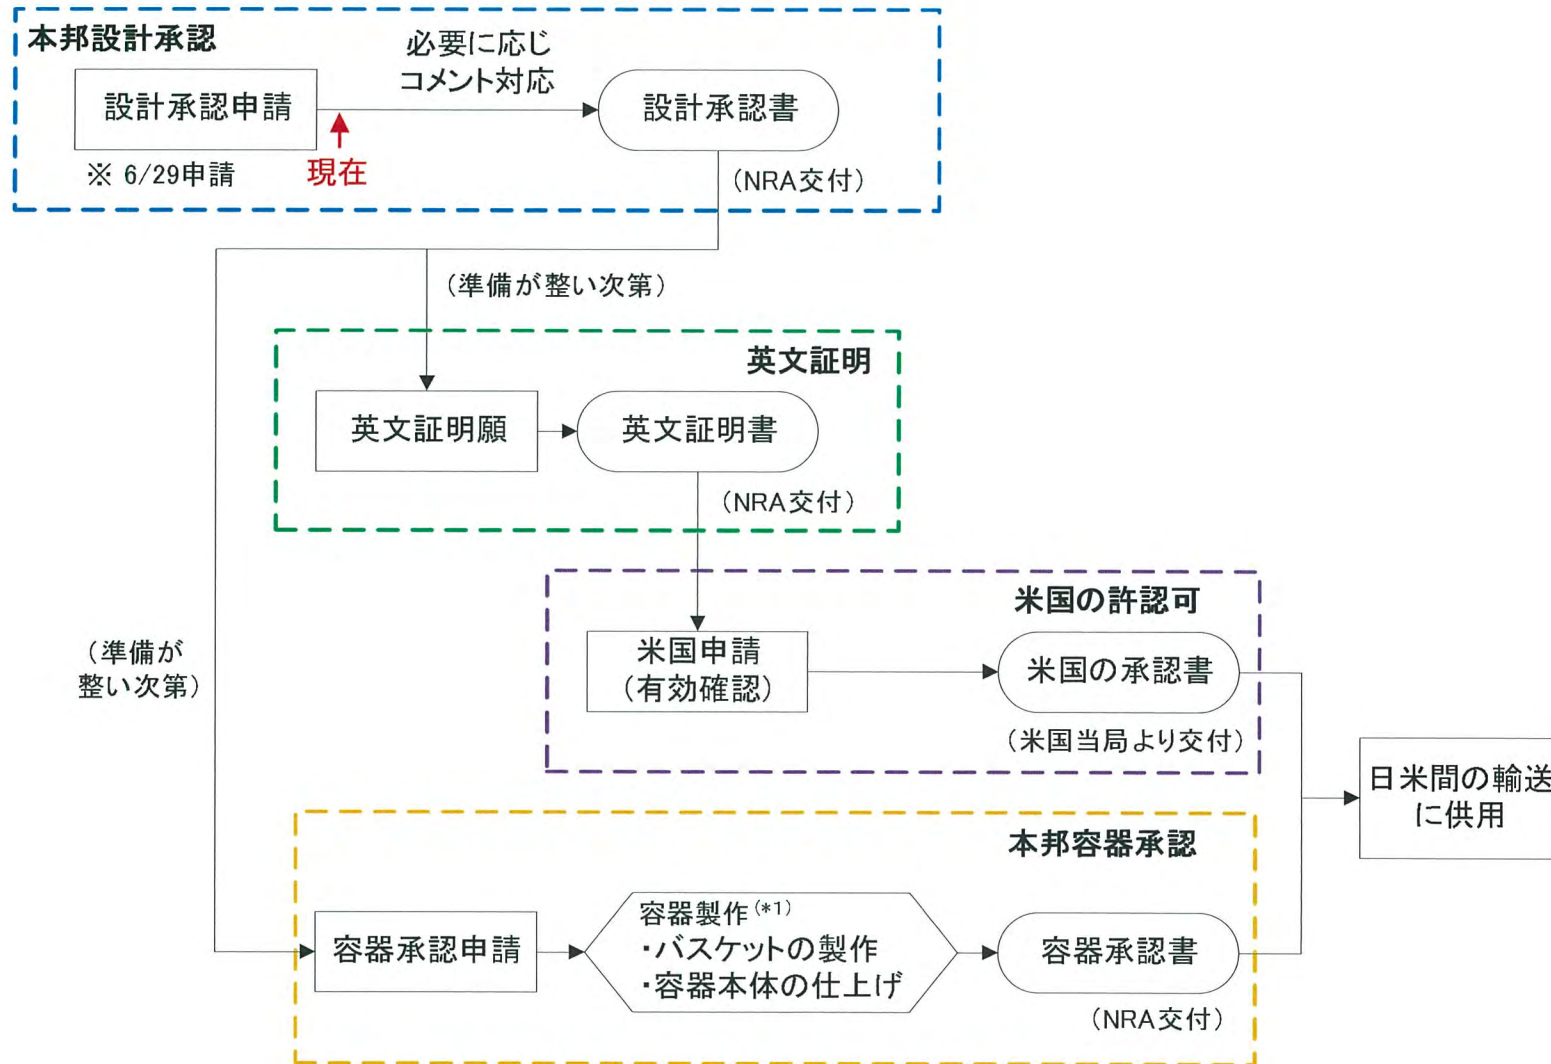 本邦設計承認
必要に応じ
コメント対応
設計承認申請
設計承認書
※ 6/29申請
現在
（NRA交付）
（準備が整い次第）
英文証明
英文証明願
英文証明書
（NRA交付）
米国の許認可
（準備が
整い次第）
米国申請
（有効確認）
米国の承認書
（米国当局より交付）
日米間の輸送
に供用
本邦容器承認
容器承認申請
容器製作(*1)
・バスケットの製作
・容器本体の仕上げ
容器承認書
（NRA交付）